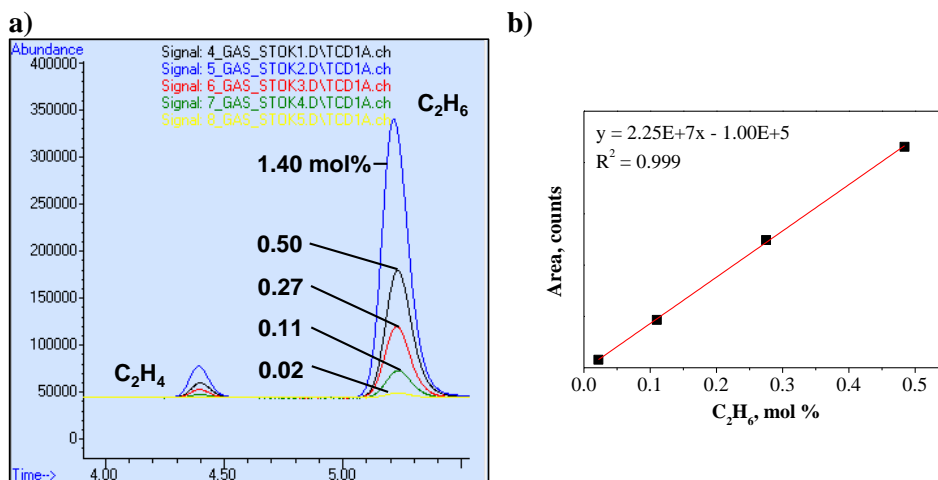 a)
Abundance
Signal: 4_GAS_STOK1.D\TCD1A.ch
Signal: 5_GAS_STOK2.D\TCD1A.ch
Signal: 6_GAS_STOK3.D\TCD1A.ch
Signal: 7_GAS_STOK4.D\TCD1A.ch
Signal: 8_GAS_STOK5.D\TCD1A.ch
400000
350000
300000
250000
200000
150000
100000
50000
0
C₂H₆
1.40 mol%
0.50
0.27
0.11
0.02
C₂H₄
Time-->
4.00
4.50
5.00
b)
y = 2.25E+7x - 1.00E+5
R² = 0.999
Area, counts
0.0
0.1
0.2
0.3
0.4
0.5
C₂H₆, mol %